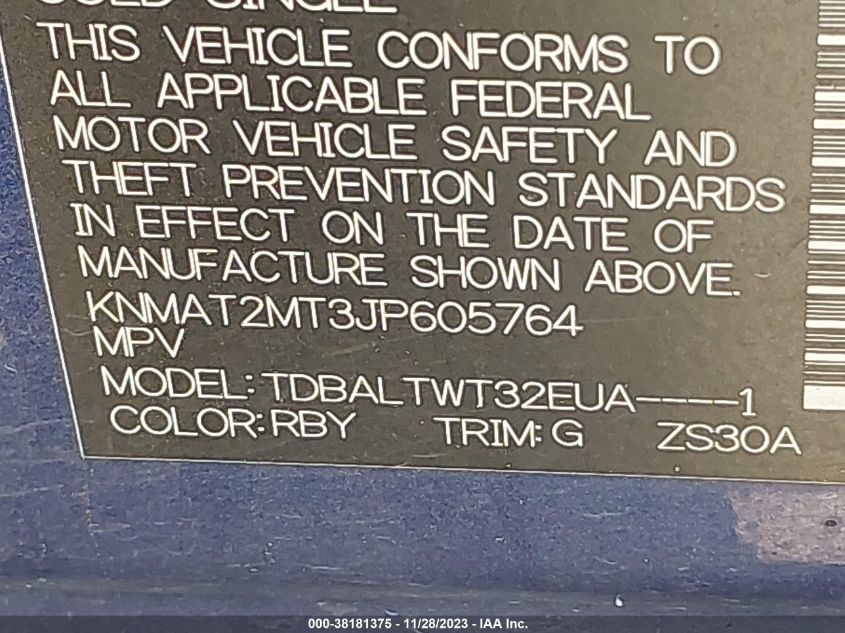 COLD SINGLE
THIS VEHICLE CONFORMS TO
ALL APPLICABLE FEDERAL
MOTOR VEHICLE SAFETY AND
THEFT PREVENTION STANDARDS
IN EFFECT ON THE DATE OF
MANUFACTURE SHOWN ABOVE.
KNMAT2MT3JP605764
MPV
MODEL: TDBALTWT32EUA----1
COLOR: RBY TRIM: G ZS30A
000-38181375 - 11/28/2023 - IAA Inc.